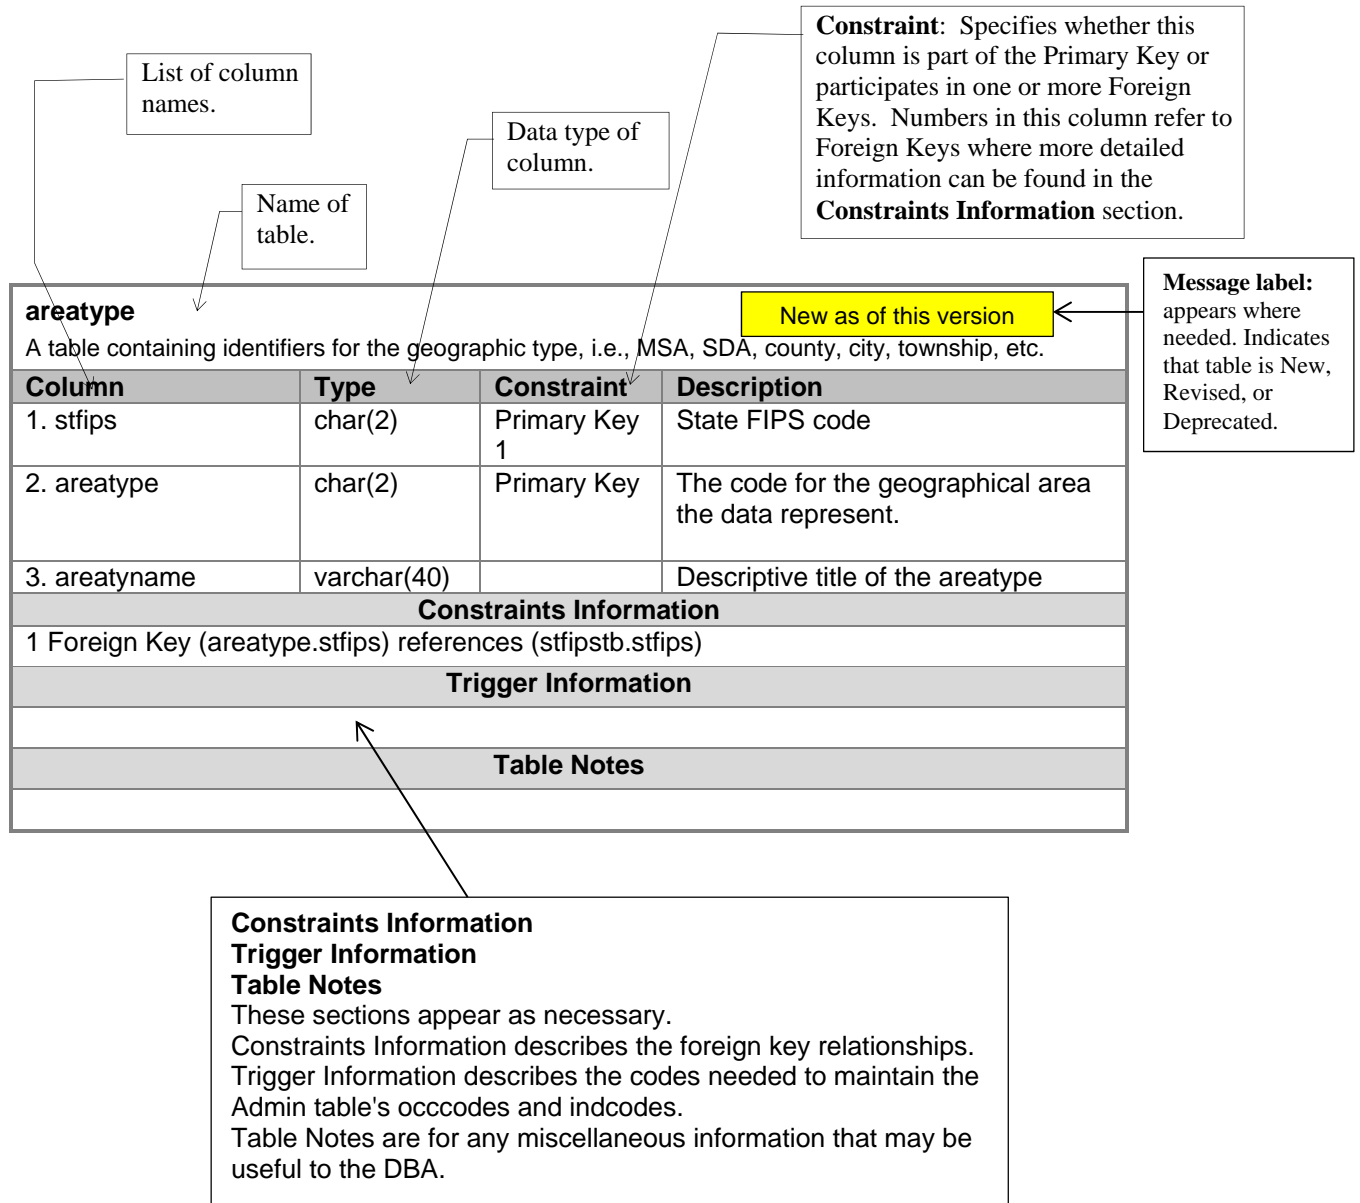 List of column
names.
Name of
table.
Data type of
column.
Constraint:  Specifies whether this
column is part of the Primary Key or
participates in one or more Foreign
Keys.  Numbers in this column refer to
Foreign Keys where more detailed
information can be found in the
Constraints Information section.
Message label:
appears where
needed. Indicates
that table is New,
Revised, or
Deprecated.
areatype
New as of this version
A table containing identifiers for the geographic type, i.e., MSA, SDA, county, city, township, etc.
Column Type Constraint Description
1. stfips char(2) Primary Key State FIPS code
1
2. areatype char(2) Primary Key The code for the geographical area
the data represent.
3. areatyname varchar(40) Descriptive title of the areatype
Constraints Information
1 Foreign Key (areatype.stfips) references (stfipstb.stfips)
Trigger Information
Table Notes
Constraints Information
Trigger Information
Table Notes
These sections appear as necessary.
Constraints Information describes the foreign key relationships.
Trigger Information describes the codes needed to maintain the
Admin table's occcodes and indcodes.
Table Notes are for any miscellaneous information that may be
useful to the DBA.